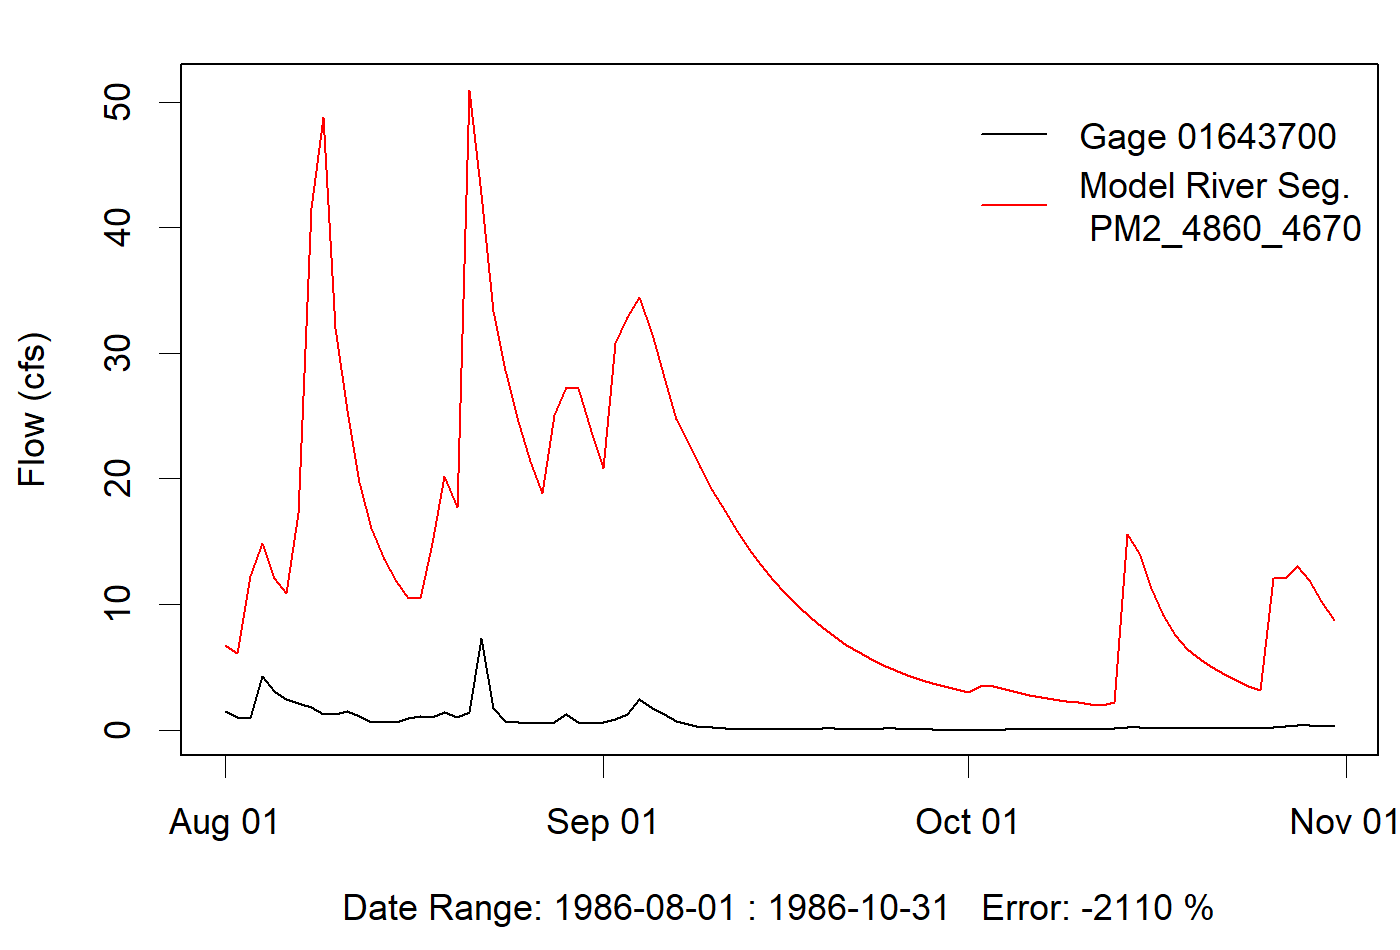 Flow (cfs)
50
40
30
20
10
0
Gage 01643700
Model River Seg.
PM2_4860_4670
Aug 01
Sep 01
Oct 01
Nov 01
Date Range: 1986-08-01 : 1986-10-31 Error: -2110 %